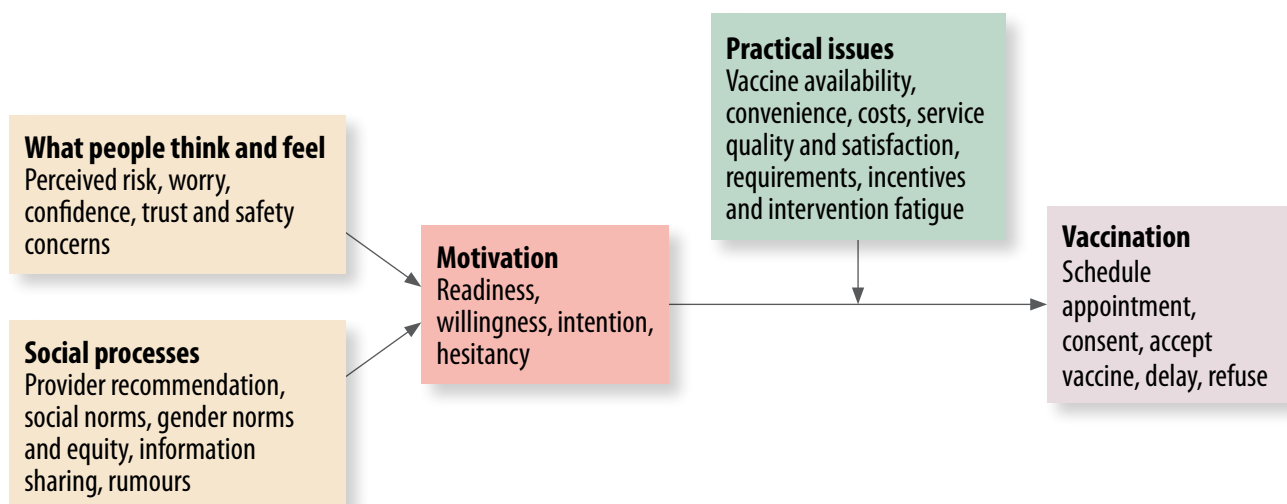 What people think and feel
Perceived risk, worry,
confidence, trust and safety
concerns
Social processes
Provider recommendation,
social norms, gender norms
and equity, information
sharing, rumours
Motivation
Readiness,
willingness, intention,
hesitancy
Practical issues
Vaccine availability,
convenience, costs, service
quality and satisfaction,
requirements, incentives
and intervention fatigue
Vaccination
Schedule
appointment,
consent, accept
vaccine, delay, refuse